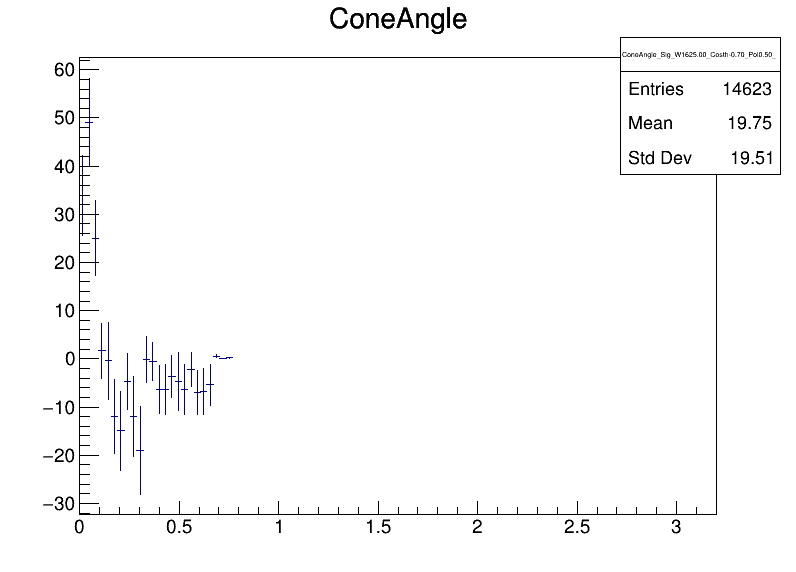 ConeAngle
ConeAngle_Sig_W1625.00_Costh-0.70_Pol0.50_
Entries 14623
Mean 19.75
Std Dev 19.51
60
50
40
30
20
10
0
−10
−20
−30
0 0.5 1 1.5 2 2.5 3